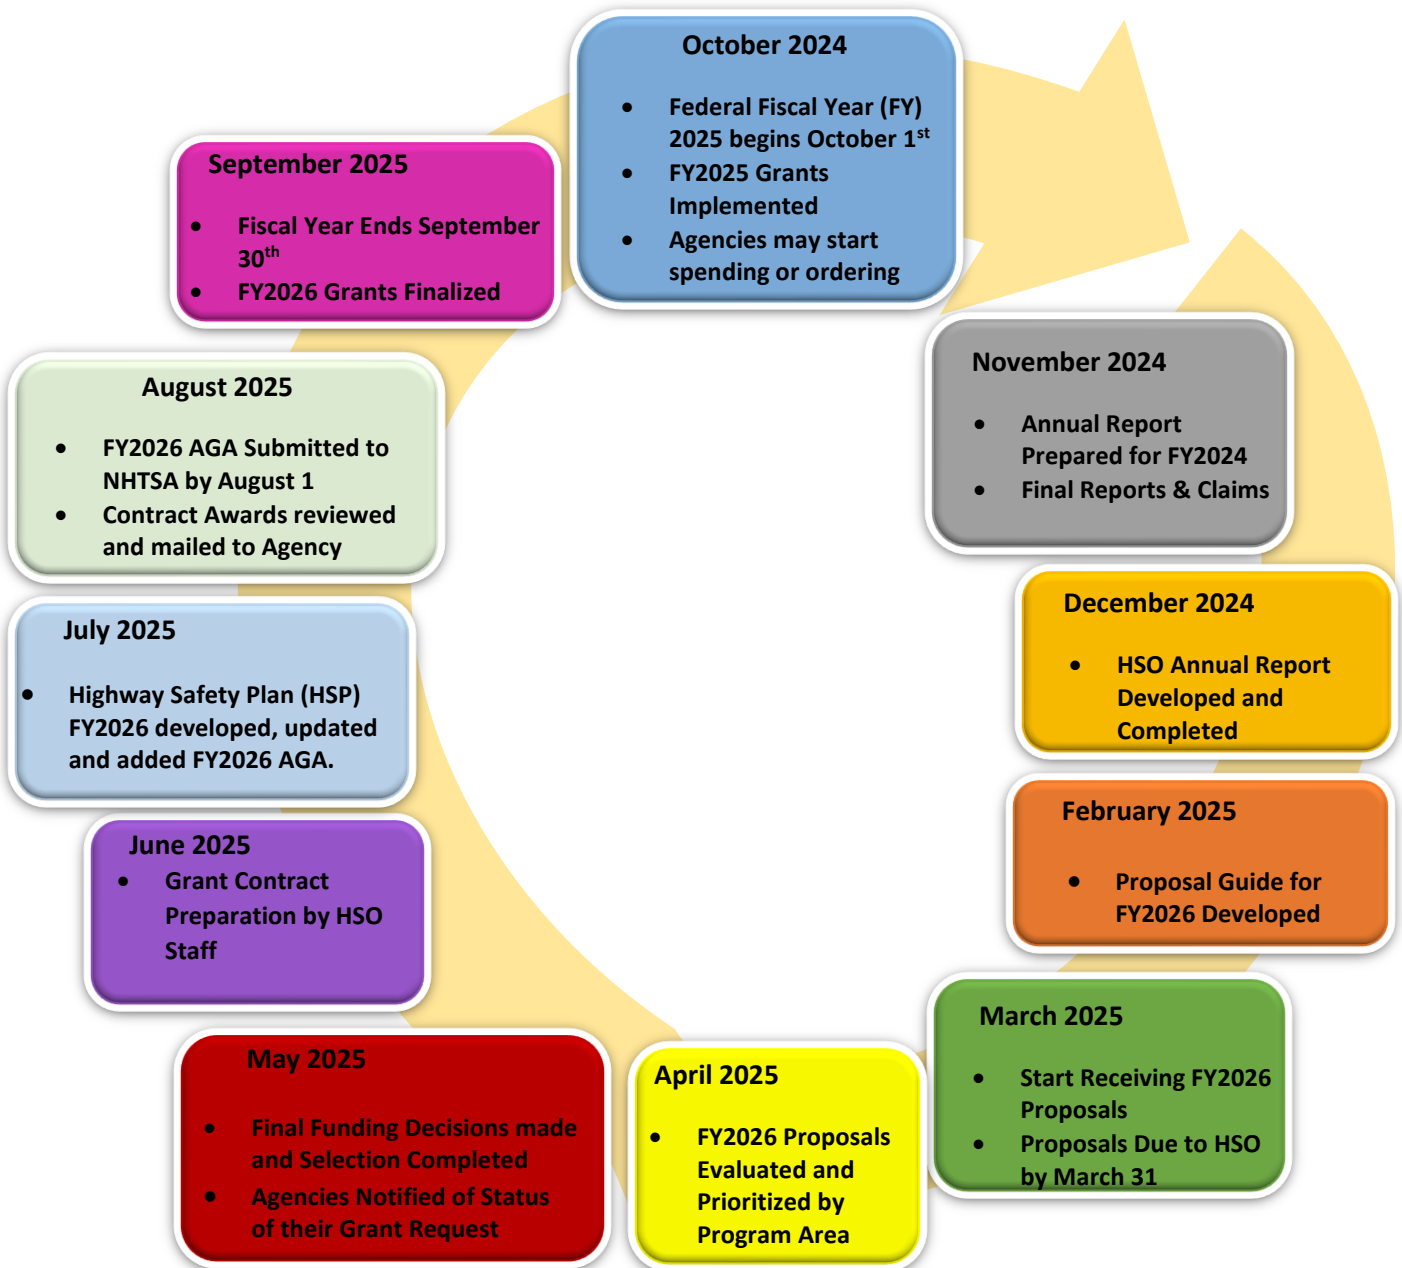 October 2024
• Federal Fiscal Year (FY)
2025 begins October 1st
• FY2025 Grants
Implemented
• Agencies may start
spending or ordering
November 2024
• Annual Report
Prepared for FY2024
• Final Reports & Claims
December 2024
• HSO Annual Report
Developed and
Completed
February 2025
• Proposal Guide for
FY2026 Developed
March 2025
• Start Receiving FY2026
Proposals
• Proposals Due to HSO
by March 31
April 2025
• FY2026 Proposals
Evaluated and
Prioritized by
Program Area
May 2025
• Final Funding Decisions made
and Selection Completed
• Agencies Notified of Status
of their Grant Request
June 2025
• Grant Contract
Preparation by HSO
Staff
July 2025
• Highway Safety Plan (HSP)
FY2026 developed, updated
and added FY2026 AGA.
August 2025
• FY2026 AGA Submitted to
NHTSA by August 1
• Contract Awards reviewed
and mailed to Agency
September 2025
• Fiscal Year Ends September
30th
• FY2026 Grants Finalized